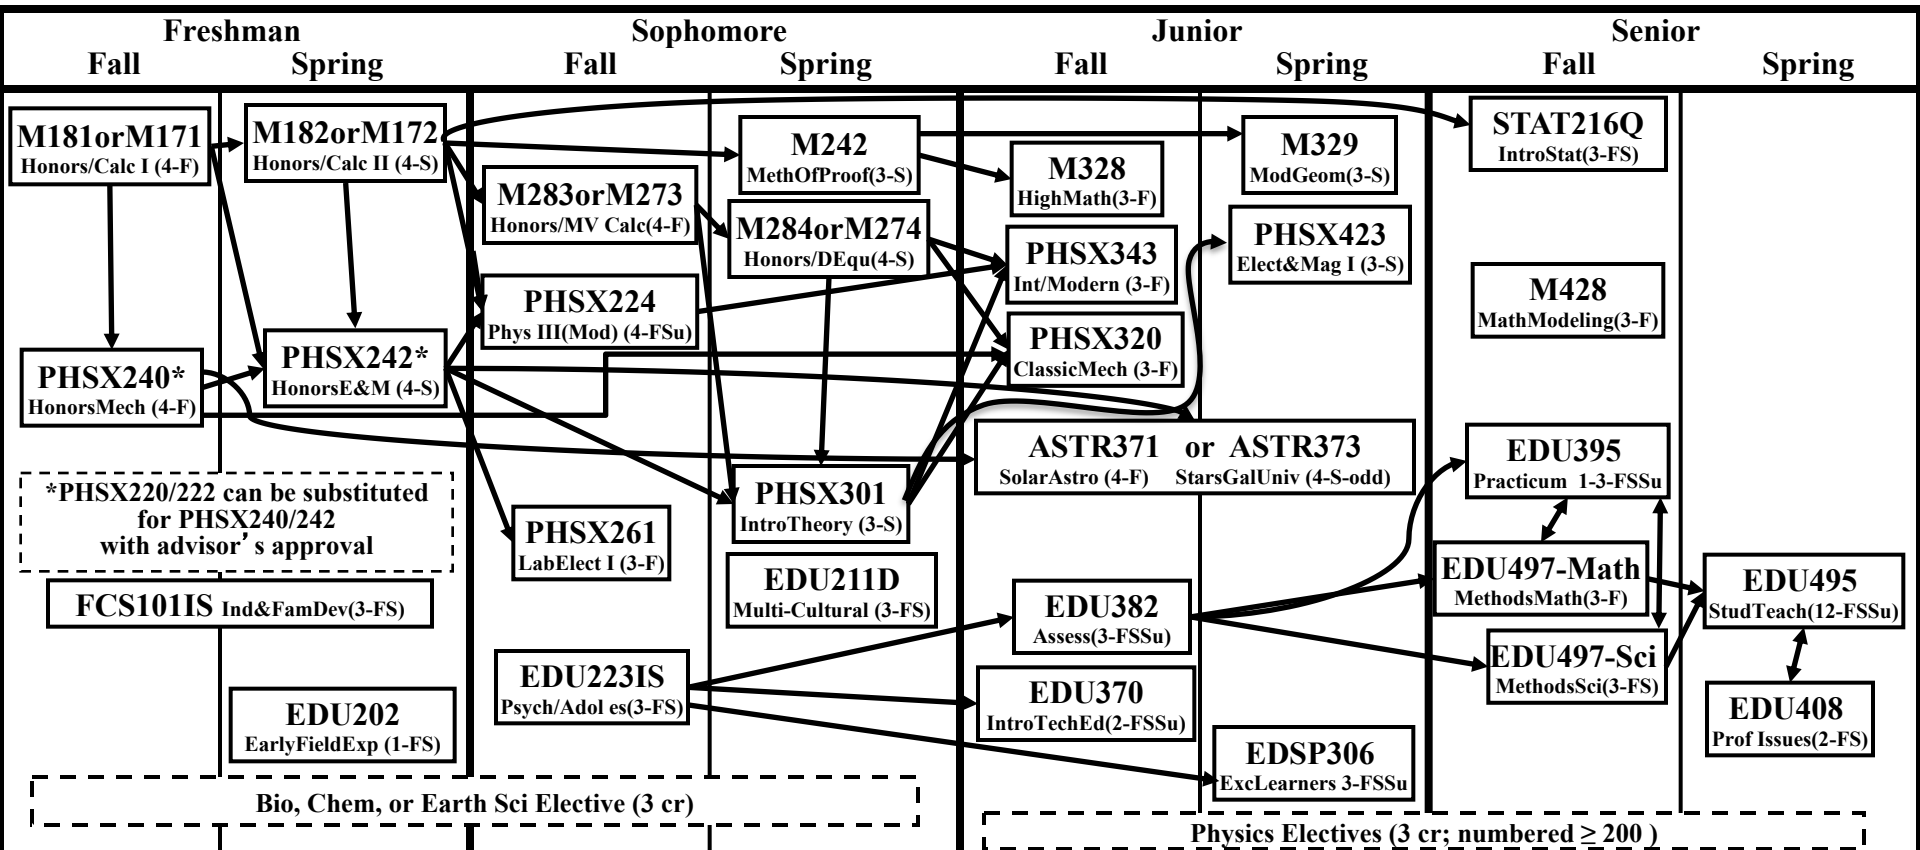 Freshman
Sophomore
Junior
Senior
Fall
Spring
Fall
Spring
Fall
Spring
Fall
Spring
M181orM171
Honors/Calc I (4-F)
PHSX240*
HonorsMech (4-F)
*PHSX220/222 can be substituted
for PHSX240/242
with advisor’s approval
FCS101IS Ind&FamDev(3-FS)
M182orM172
Honors/Calc II (4-S)
PHSX242*
HonorsE&M (4-S)
EDU202
EarlyFieldExp (1-FS)
Bio, Chem, or Earth Sci Elective (3 cr)
M283orM273
Honors/MV Calc(4-F)
PHSX224
Phys III(Mod) (4-FSu)
PHSX261
LabElect I (3-F)
EDU223IS
Psych/Adol es(3-FS)
M242
MethOfProof(3-S)
M284orM274
Honors/DEqu(4-S)
PHSX301
IntroTheory (3-S)
EDU211D
Multi-Cultural (3-FS)
M328
HighMath(3-F)
PHSX343
Int/Modern (3-F)
PHSX320
ClassicMech (3-F)
ASTR371 or ASTR373
SolarAstro (4-F) StarsGalUniv (4-S-odd)
EDU382
Assess(3-FSSu)
EDU370
IntroTechEd(2-FSSu)
M329
ModGeom(3-S)
PHSX423
Elect&Mag I (3-S)
EDSP306
ExcLearners 3-FSSu
STAT216Q
IntroStat(3-FS)
M428
MathModeling(3-F)
EDU395
Practicum 1-3-FSSu
EDU497-Math
MethodsMath(3-F)
EDU497-Sci
MethodsSci(3-FS)
EDU495
StudTeach(12-FSSu)
EDU408
Prof Issues(2-FS)
Physics Electives (3 cr; numbered ≥ 200 )